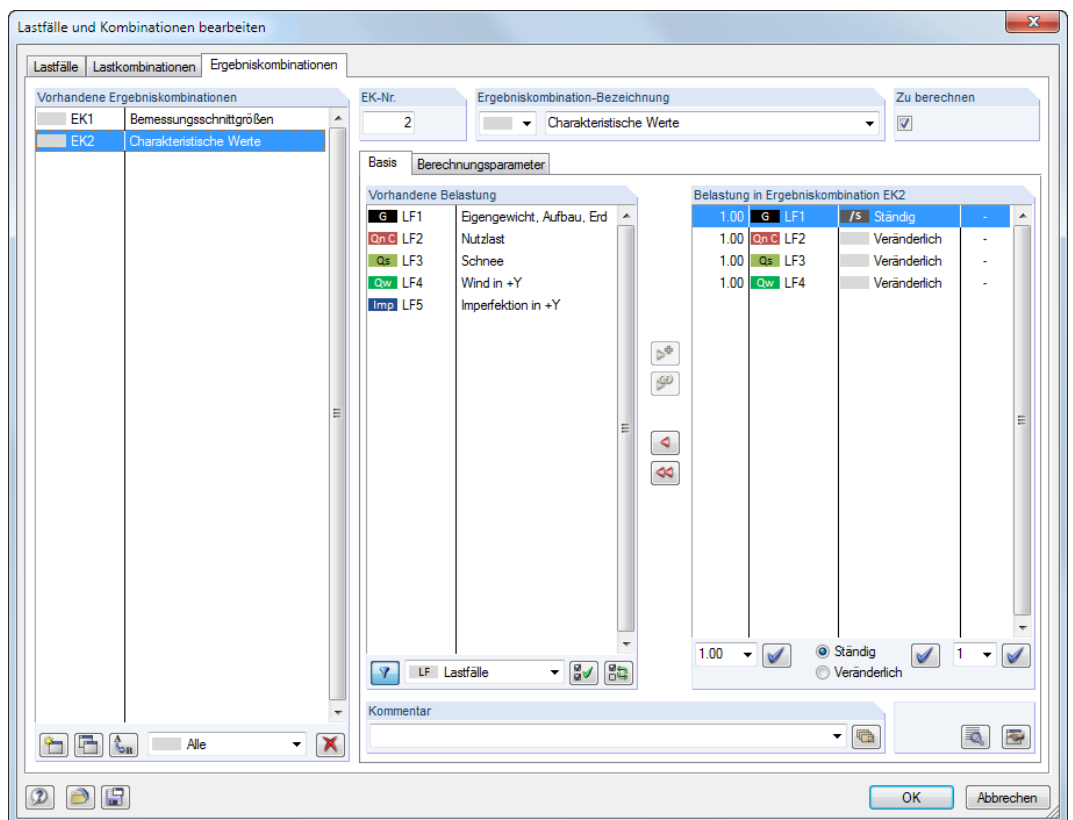 Lastfälle und Kombinationen bearbeiten
Lastfälle Lastkombinationen Ergebniskombinationen
Vorhandene Ergebniskombinationen
EK1 Bemessungsschnittgrößen
EK2 Charakteristische Werte
Alle
EK-Nr.
2
Ergebniskombination-Bezeichnung
Charakteristische Werte
Zu berechnen
Basis Berechnungsparameter
Vorhandene Belastung
G LF1 Eigengewicht, Aufbau, Erd
Qn C LF2 Nutzlast
Qs LF3 Schnee
Qw LF4 Wind in +Y
Imp LF5 Imperfektion in +Y
LF Lastfälle
Belastung in Ergebniskombination EK2
1.00 G LF1 /S Ständig -
1.00 Qn C LF2 Veränderlich -
1.00 Qs LF3 Veränderlich -
1.00 Qw LF4 Veränderlich -
1.00 Ständig 1
Veränderlich
Kommentar
OK Abbrechen